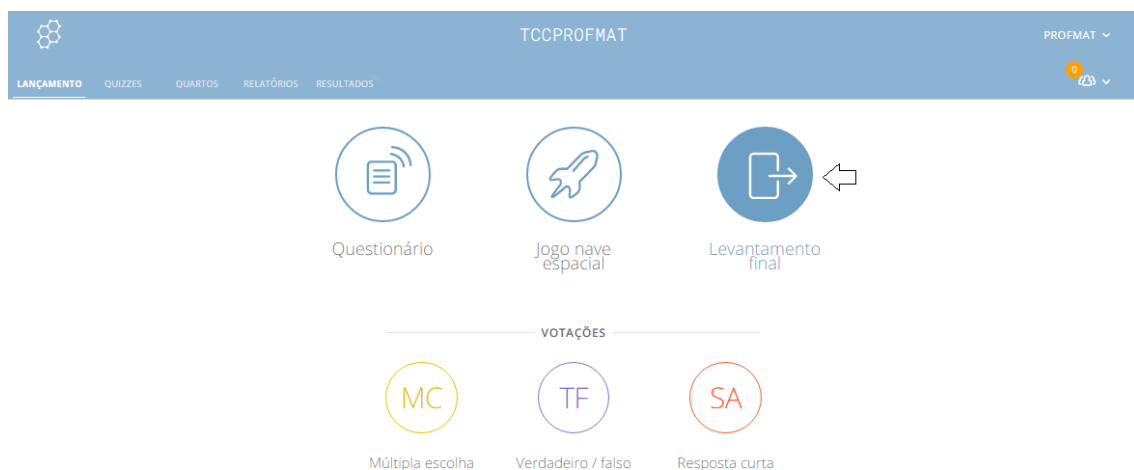 TCCPROFMAT
PROFMAT
LANÇAMENTO QUIZZES QUARTOS RELATÓRIOS RESULTADOS
0
Questionário
Jogo nave
espacial
Levantamento
final
VOTAÇÕES
MC
TF
SA
Múltipla escolha
Verdadeiro / falso
Resposta curta